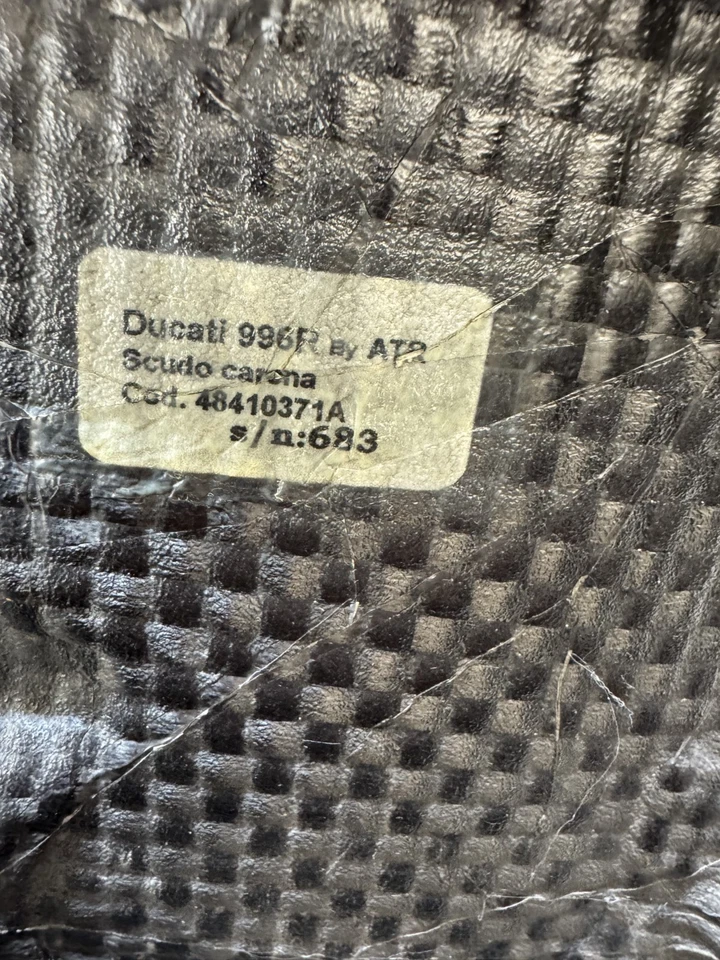 Ducati 996R By ATR
Scudo carena
Cod. 48410371A
s/n:683